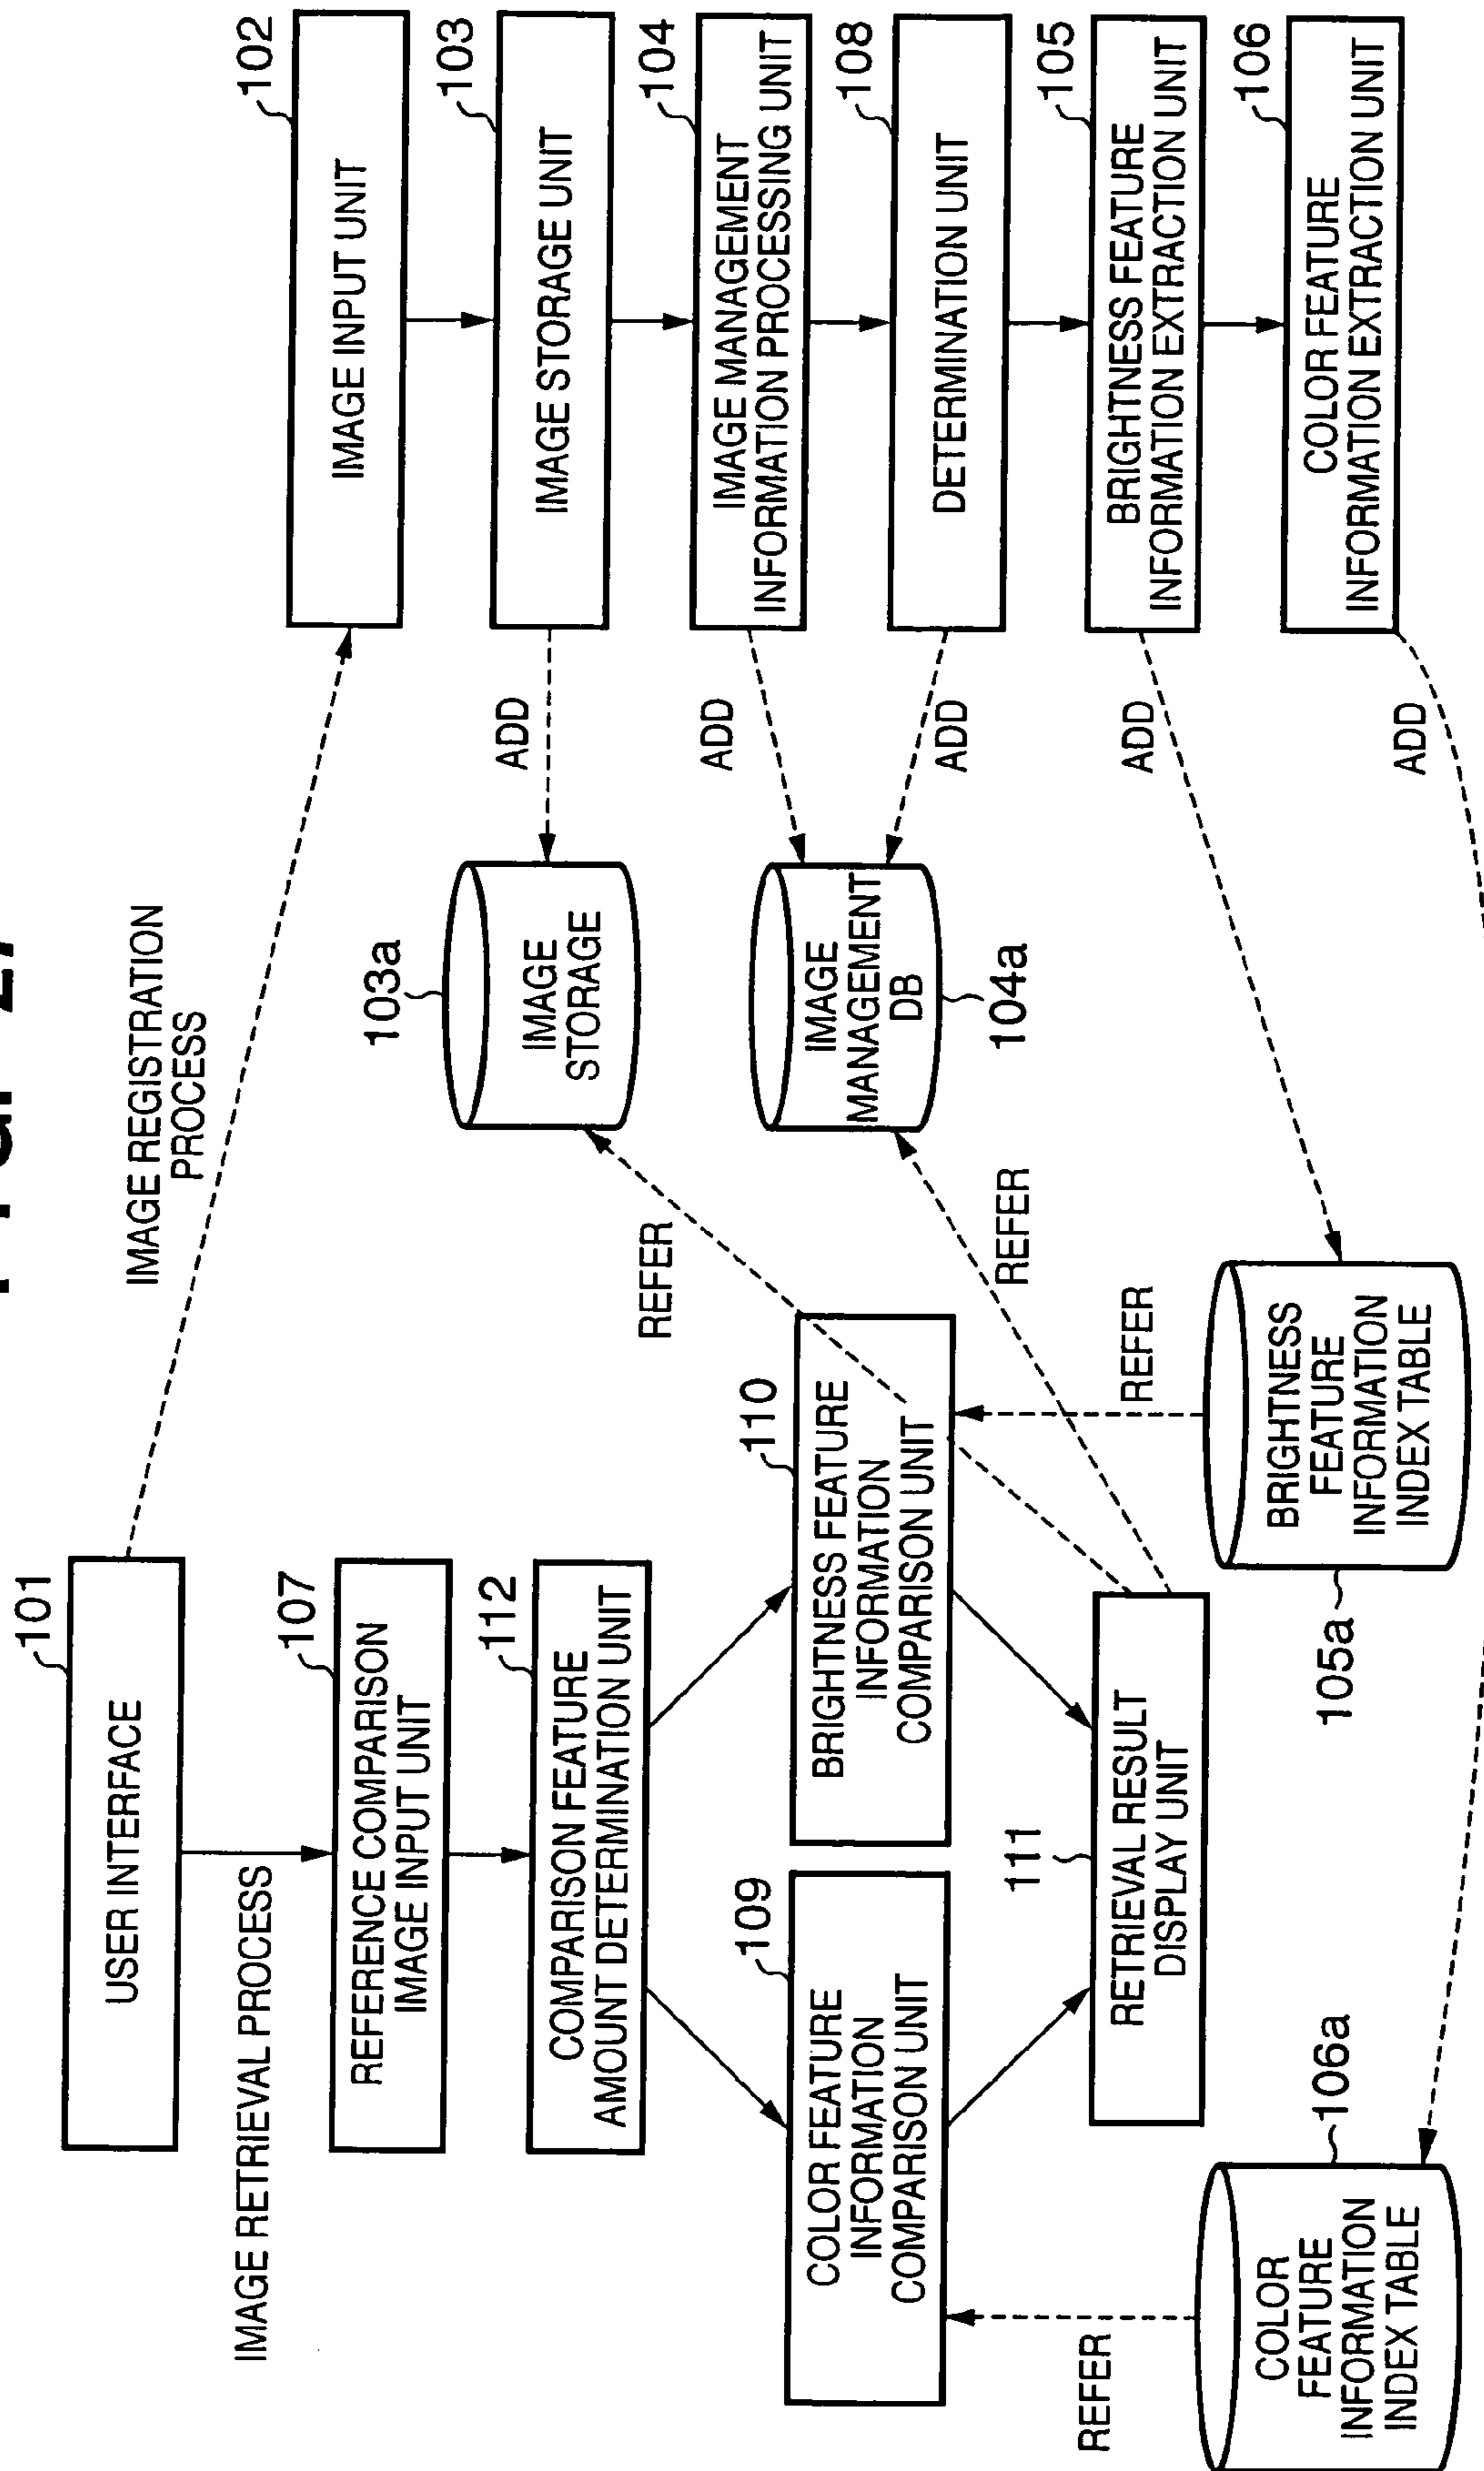 101
USER INTERFACE
IMAGE REGISTRATION
PROCESS
IMAGE RETRIEVAL PROCESS
107
REFERENCE COMPARISON
IMAGE INPUT UNIT
112
COMPARISON FEATURE
AMOUNT DETERMINATION UNIT
109
COLOR FEATURE
INFORMATION
COMPARISON UNIT
110
BRIGHTNESS FEATURE
INFORMATION
COMPARISON UNIT
111
RETRIEVAL RESULT
DISPLAY UNIT
REFER
REFER
REFER
REFER
106a
COLOR
FEATURE
INFORMATION
INDEX TABLE
105a
BRIGHTNESS
FEATURE
INFORMATION
INDEX TABLE
103a
IMAGE
STORAGE
IMAGE
MANAGEMENT
DB
104a
ADD
ADD
ADD
ADD
ADD
102
IMAGE INPUT UNIT
103
IMAGE STORAGE UNIT
104
IMAGE MANAGEMENT
INFORMATION PROCESSING UNIT
108
DETERMINATION UNIT
105
BRIGHTNESS FEATURE
INFORMATION EXTRACTION UNIT
106
COLOR FEATURE
INFORMATION EXTRACTION UNIT